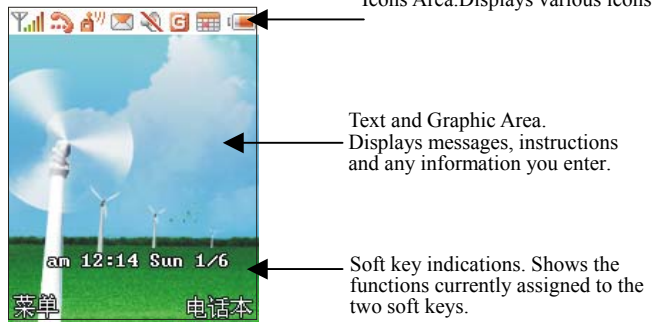 Icons Area.Displays various icons
Text and Graphic Area.
Displays messages, instructions
and any information you enter.
am 12:14 Sun 1/6
Soft key indications. Shows the
functions currently assigned to the
two soft keys.
菜单 电话本